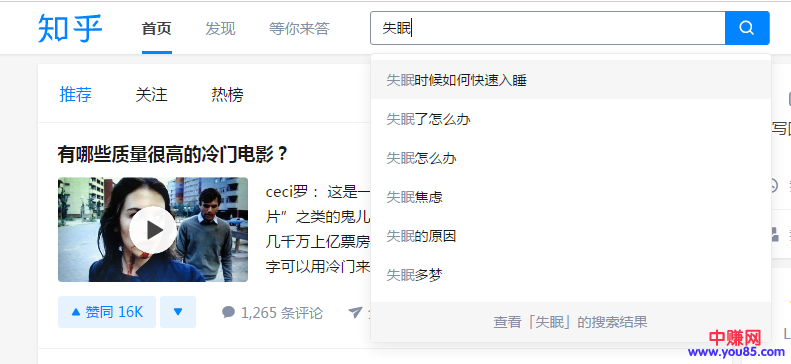 知乎 首页 发现 等你来答 失眠
失眠时候如何快速入睡
推荐 关注 热榜
失眠了怎么办
写
有哪些质量很高的冷门电影？
失眠怎么办
ceci罗： 这是一
失眠焦虑
片”之类的鬼儿
几千万上亿票房
失眠的原因
字可以用冷门来
失眠多梦
赞同 16K 1,265 条评论
查看「失眠」的搜索结果
中赚网
www.you85.com